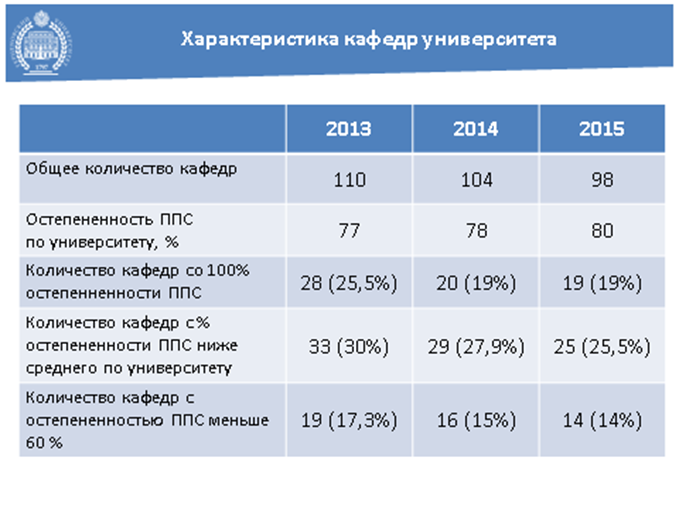 Характеристика кафедр университета
2013 2014 2015
Общее количество кафедр 110 104 98
Остепененность ППС
по университету, % 77 78 80
Количество кафедр со 100%
остепенненности ППС 28 (25,5%) 20 (19%) 19 (19%)
Количество кафедр с%
остепененности ППС ниже
среднего по университету 33 (30%) 29 (27,9%) 25 (25,5%)
Количество кафедр с
остепененностью ППС меньше
60 % 19 (17,3%) 16 (15%) 14 (14%)